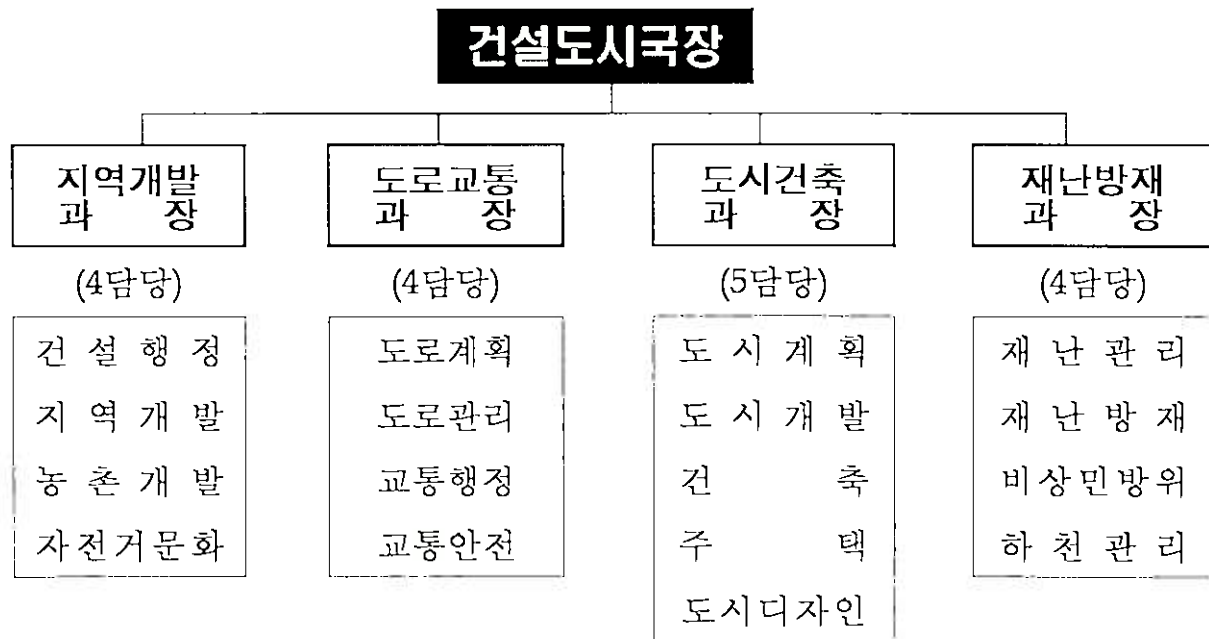 건설도시국장
지역개발
과 장
도로교통
과 장
도시건축
과 장
재난방재
과 장
(4담당)
(4담당)
(5담당)
(4담당)
건 설 행 정
지 역 개 발
농 촌 개 발
자전거문화
도로계획
도로관리
교통행정
교통안전
도 시 계 획
도 시 개 발
건 축
주 택
도시디자인
재 난 관 리
재 난 방 재
비상민방위
하 천 관 리